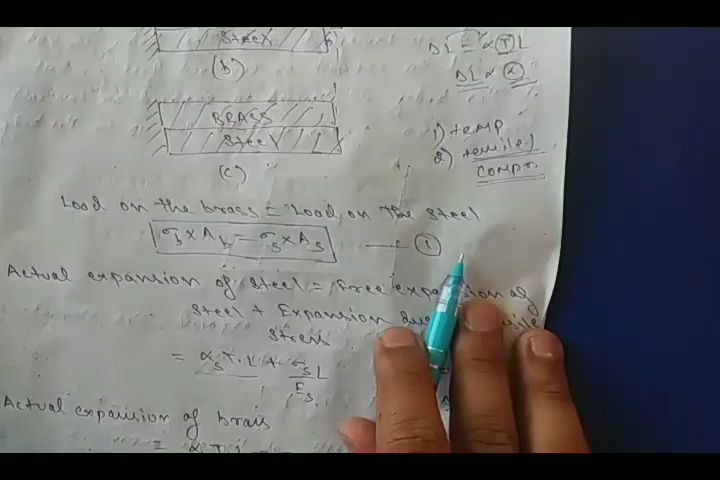 STEEL
(b)
ΔL = α T L
ΔL ∝ α
BRASS
STEEL
(c)
1) temp
2) tensile /
compr.
Load on the brass = Load on the steel
σb × Ab = σs × As — 1
Actual expansion of steel = Free expansion of
steel + Expansion due
stress
= αs T. L + σs L / Es
Actual expansion of brass
=